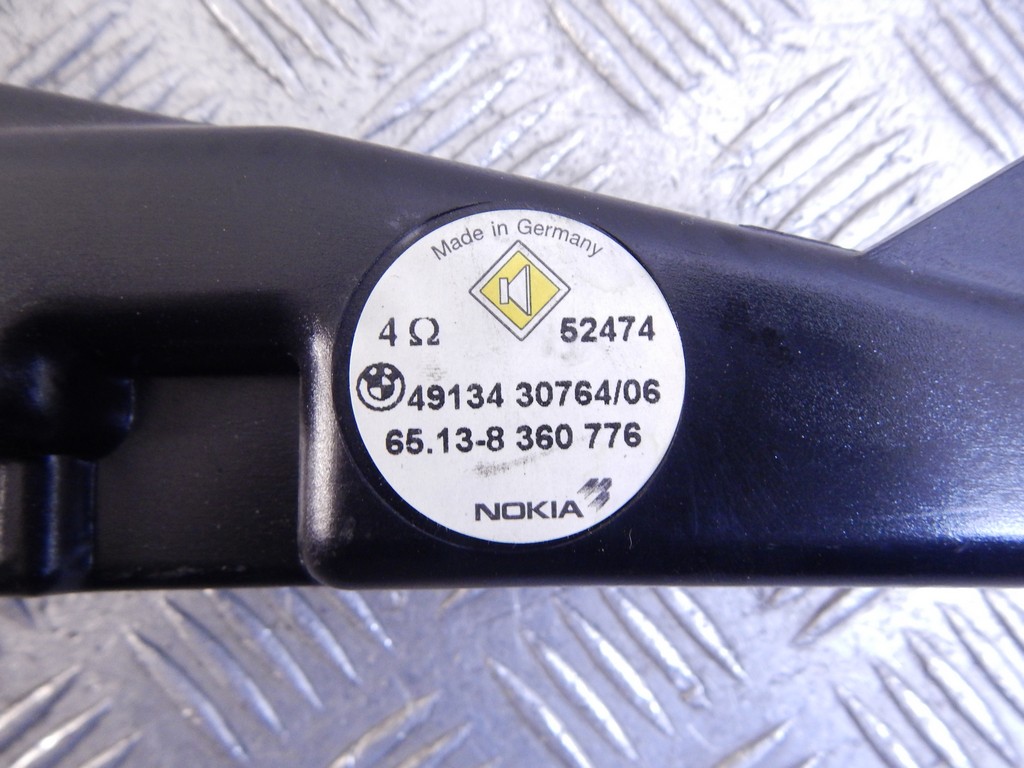 Made in Germany
4 Ω 52474
49134 30764/06
65.13-8 360 776
NOKIA